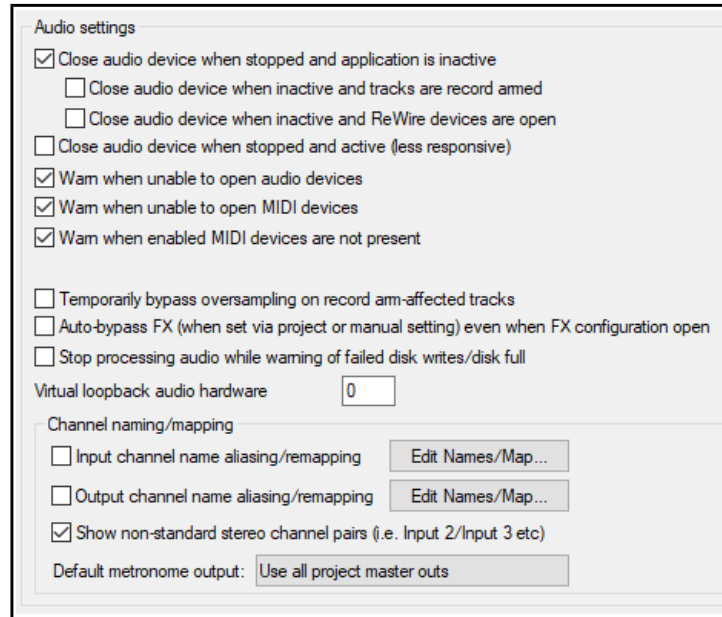 Audio settings
Close audio device when stopped and application is inactive
Close audio device when inactive and tracks are record armed
Close audio device when inactive and ReWire devices are open
Close audio device when stopped and active (less responsive)
Warn when unable to open audio devices
Warn when unable to open MIDI devices
Warn when enabled MIDI devices are not present
Temporarily bypass oversampling on record arm-affected tracks
Auto-bypass FX (when set via project or manual setting) even when FX configuration open
Stop processing audio while warning of failed disk writes/disk full
Virtual loopback audio hardware 0
Channel naming/mapping
Input channel name aliasing/remapping Edit Names/Map...
Output channel name aliasing/remapping Edit Names/Map...
Show non-standard stereo channel pairs (i.e. Input 2/Input 3 etc)
Default metronome output: Use all project master outs